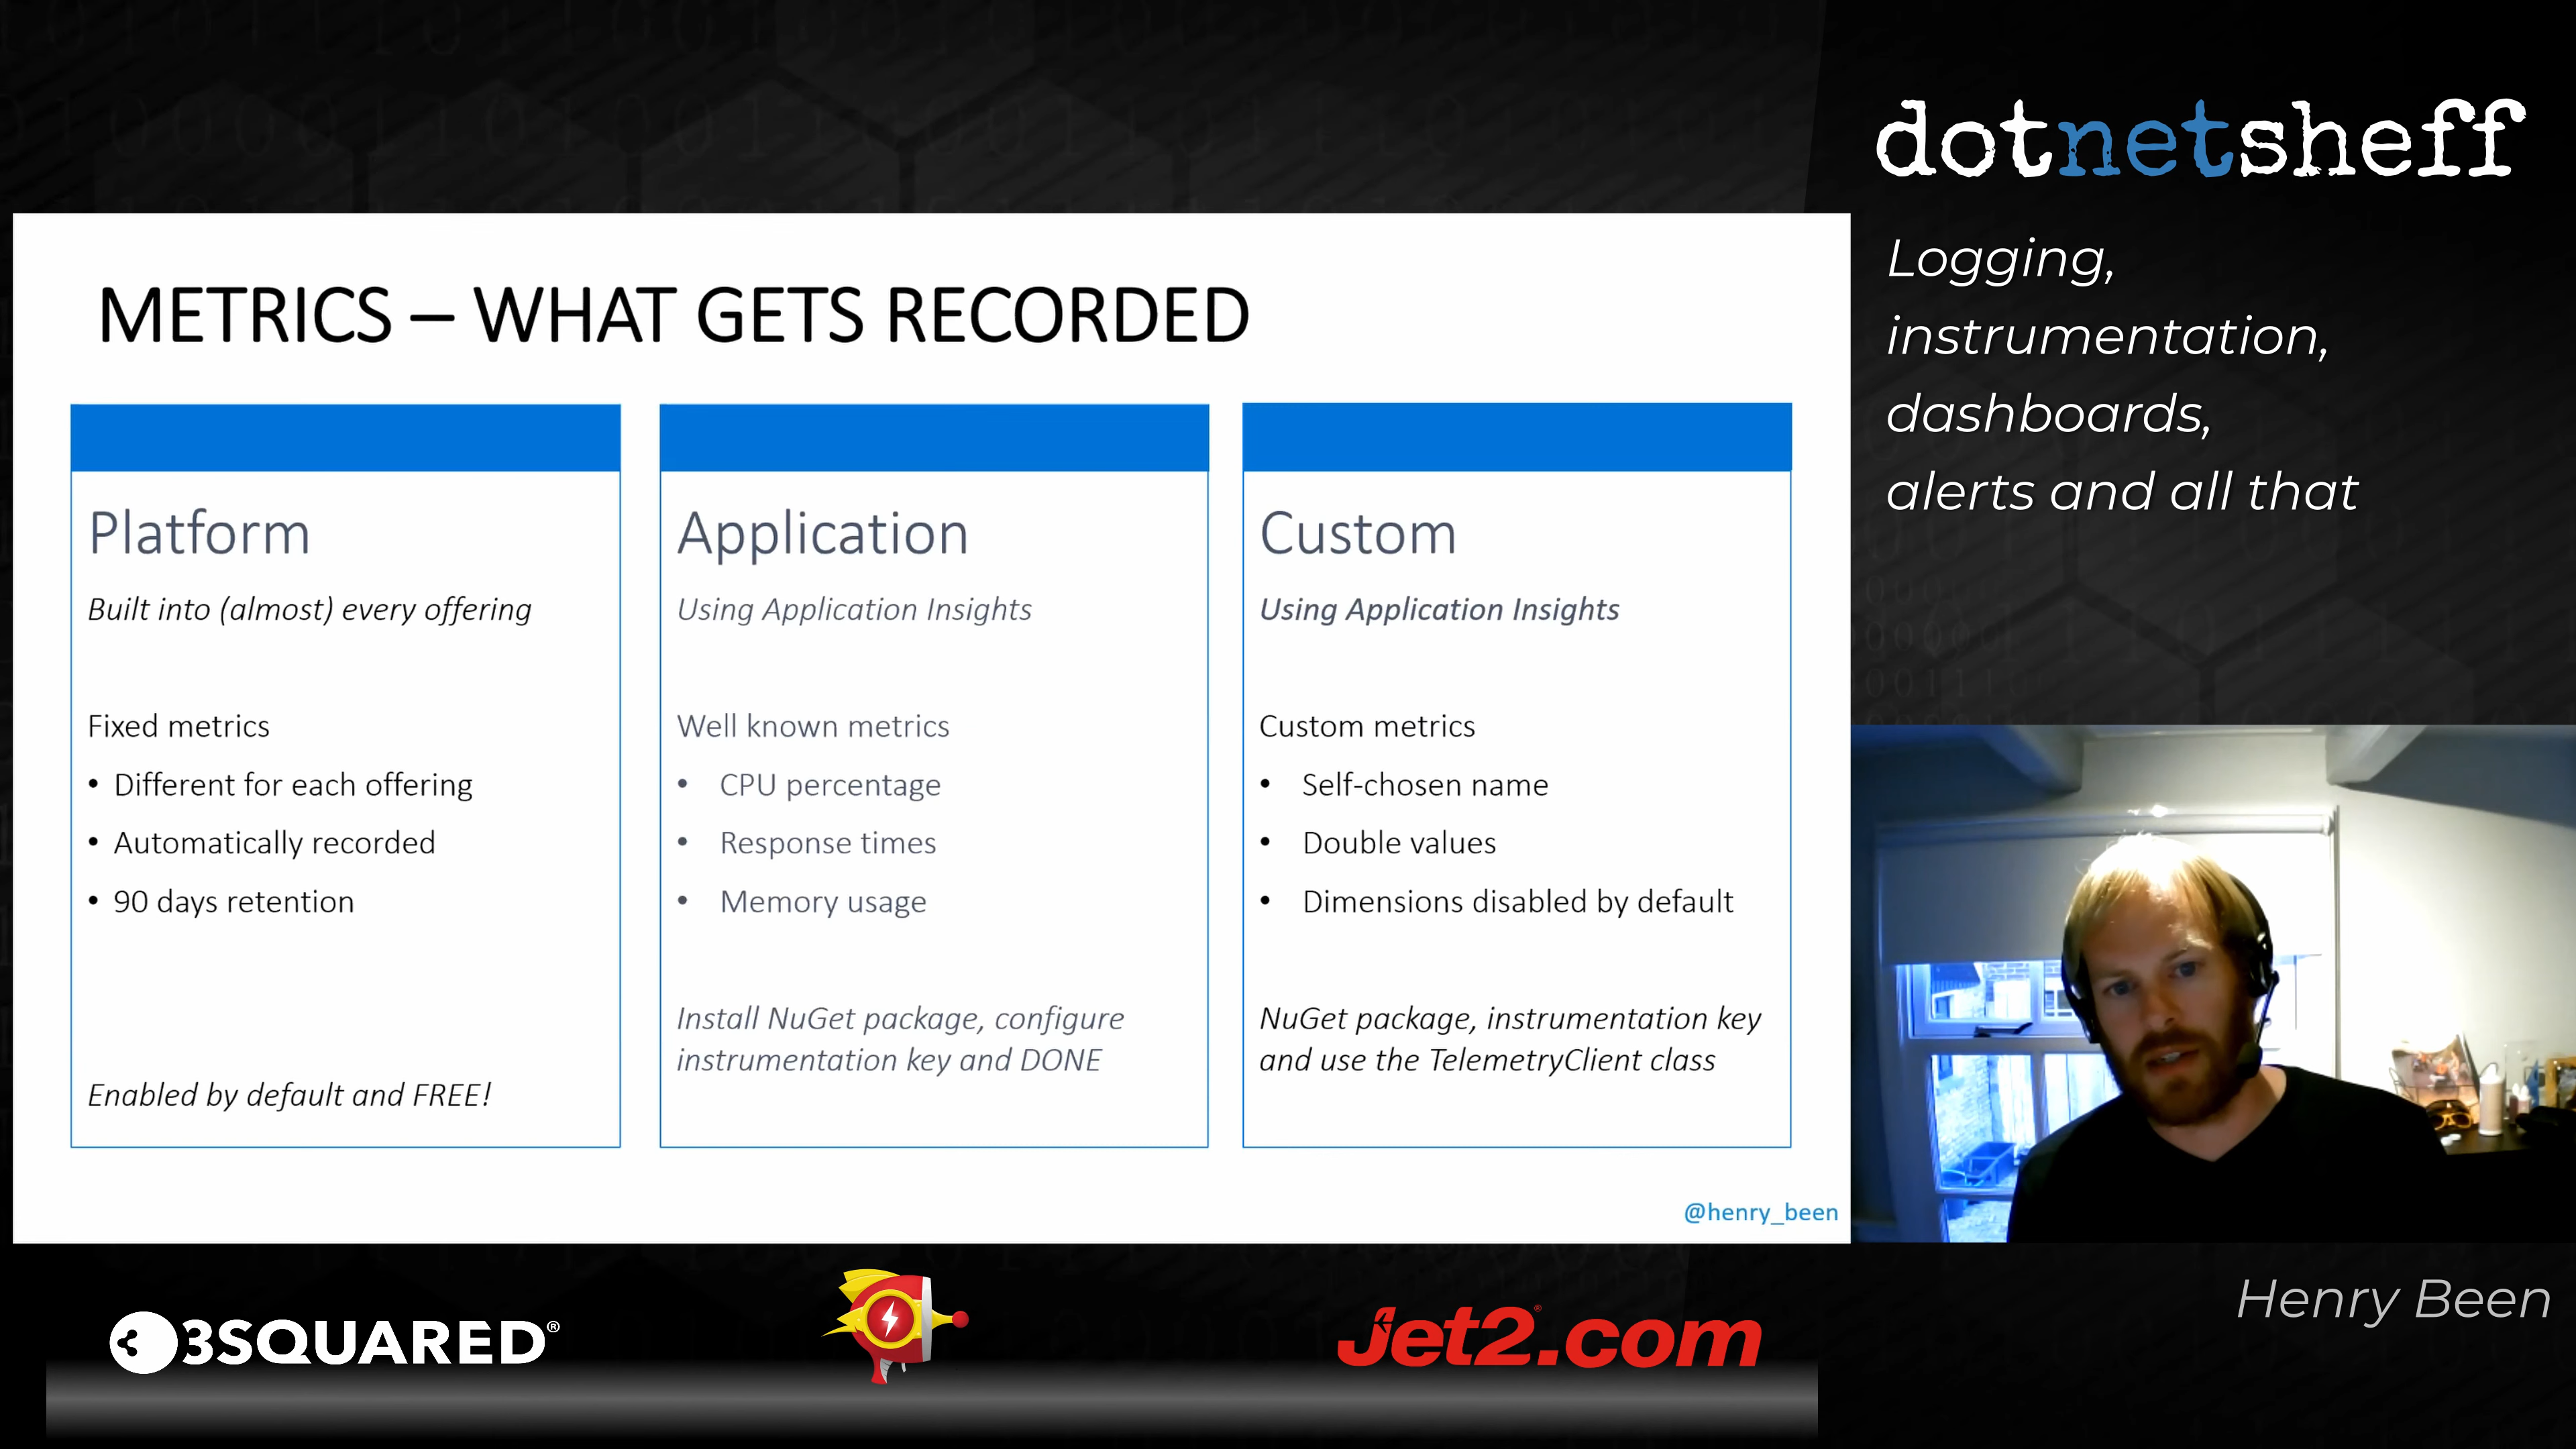 dotnetsheff
Logging,
instrumentation,
dashboards,
alerts and all that
METRICS – WHAT GETS RECORDED
Platform
Built into (almost) every offering
Fixed metrics
• Different for each offering
• Automatically recorded
• 90 days retention
Enabled by default and FREE!
Application
Using Application Insights
Well known metrics
• CPU percentage
• Response times
• Memory usage
Install NuGet package, configure
instrumentation key and DONE
Custom
Using Application Insights
Custom metrics
• Self-chosen name
• Double values
• Dimensions disabled by default
NuGet package, instrumentation key
and use the TelemetryClient class
@henry_been
Henry Been
3SQUARED®
Jet2.com®